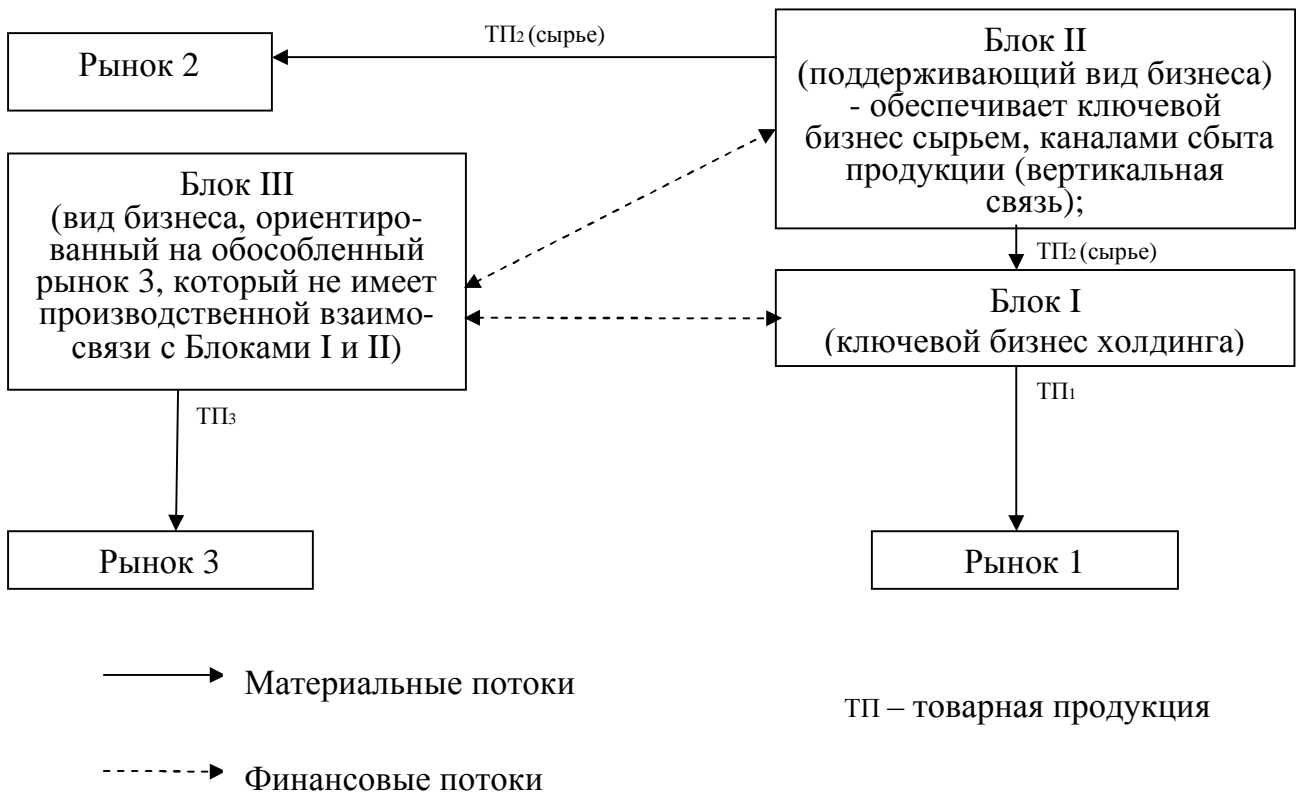 ТП₂ (сырье)
Рынок 2
Блок II
(поддерживающий вид бизнеса)
- обеспечивает ключевой
бизнес сырьем, каналами сбыта
продукции (вертикальная
связь);
Блок III
(вид бизнеса, ориентиро-
ванный на обособленный
рынок 3, который не имеет
производственной взаимо-
связи с Блоками I и II)
ТП₂ (сырье)
Блок I
(ключевой бизнес холдинга)
ТП₃
ТП₁
Рынок 3
Рынок 1
Материальные потоки
ТП – товарная продукция
Финансовые потоки